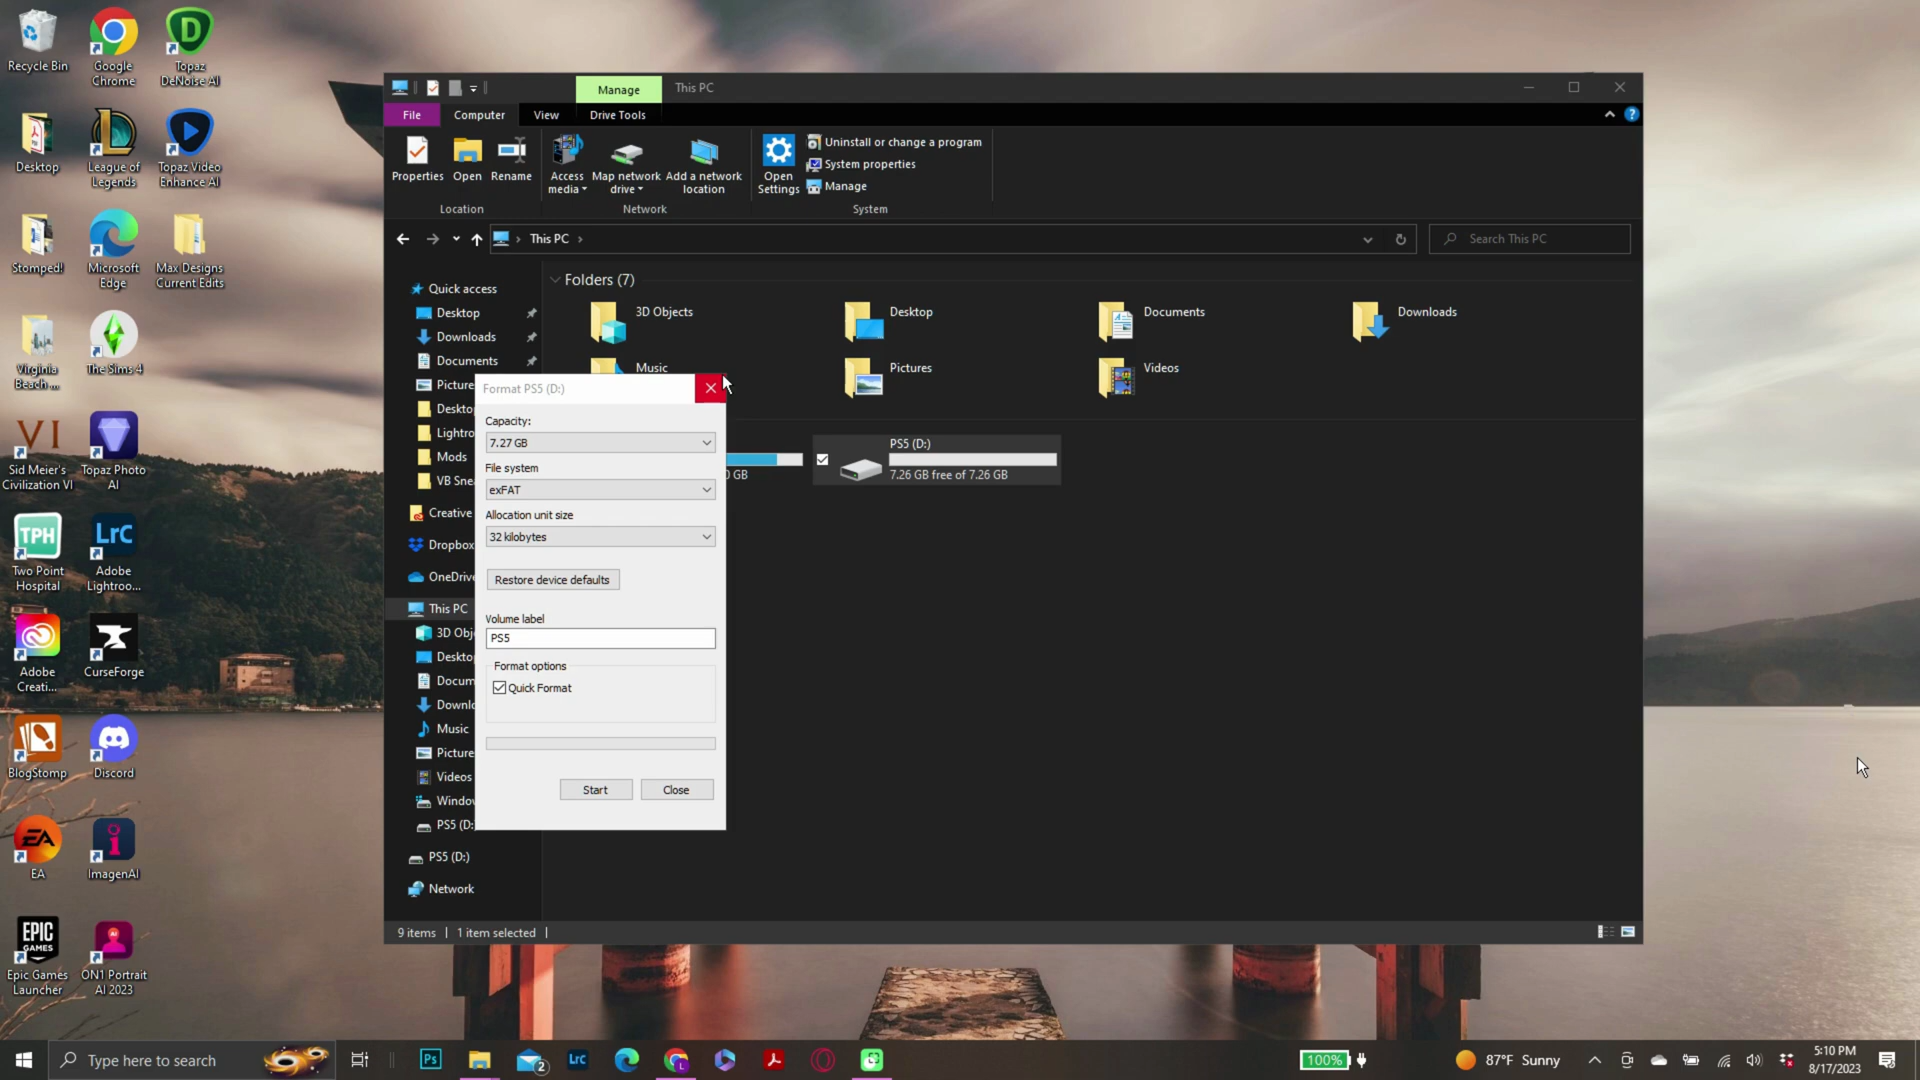 Recycle Bin
Google Chrome
Topaz DeNoise AI
Desktop
League of Legends
Topaz Video Enhance AI
Stomped!
Microsoft Edge
Max Designs Current Edits
Virginia Beach ...
The Sims 4
Sid Meier's Civilization VI
Topaz Photo AI
TPH
Two Point Hospital
LrC
Adobe Lightroo...
Adobe Creati...
CurseForge
BlogStomp
Discord
EA
EA
ImagenAI
EPIC GAMES
Epic Games Launcher
AI
ON1 Portrait AI 2023
Manage
This PC
File
Computer
View
Drive Tools
Properties
Open
Rename
Access media
Map network drive
Add a network location
Open Settings
Uninstall or change a program
System properties
Manage
Location
Network
System
This PC
Search This PC
Quick access
Desktop
Downloads
Documents
Picture
Deskto
Lightro
Mods
VB Sne
Creative
Dropbox
OneDrive
This PC
3D Obj
Deskto
Docum
Downlo
Music
Picture
Videos
Window
PS5 (D:
PS5 (D:)
Network
Folders (7)
3D Objects
Desktop
Documents
Downloads
Music
Pictures
Videos
GB
PS5 (D:)
7.26 GB free of 7.26 GB
Format PS5 (D:)
Capacity:
7.27 GB
File system
exFAT
Allocation unit size
32 kilobytes
Restore device defaults
Volume label
PS5
Format options
Quick Format
Start
Close
9 items
1 item selected
Type here to search
Ps
2
LrC
L
100%
87°F Sunny
5:10 PM
8/17/2023